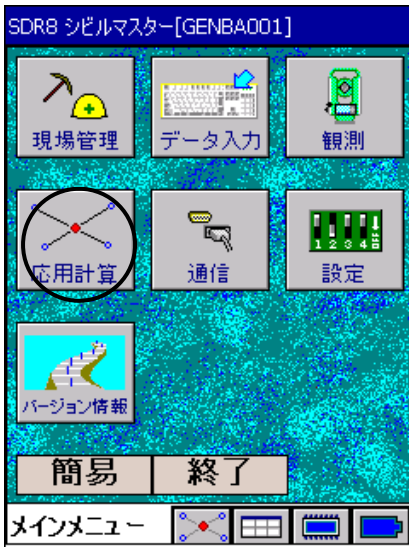 SDR8 シビルマスター[GENBA001]
現場管理 データ入力 観測
応用計算 通信 設定
1 2 3 4 OFF
バージョン情報
簡易 終了
メインメニュー